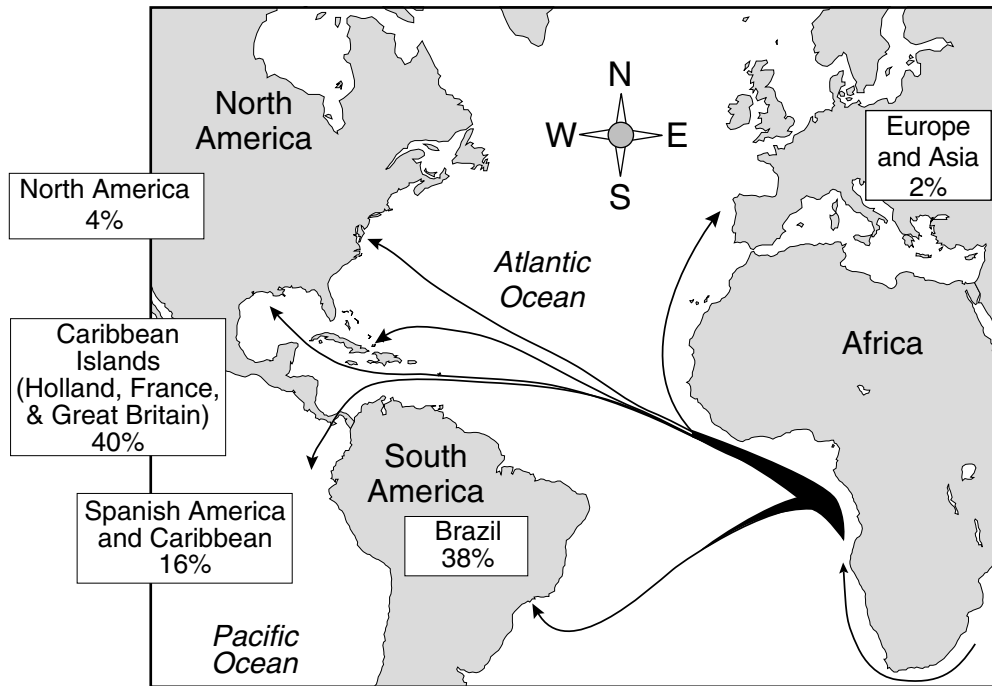 N
W
E
S
North
America
Europe
and Asia
2%
North America
4%
Atlantic
Ocean
Caribbean
Islands
(Holland, France,
& Great Britain)
40%
Africa
South
America
Spanish America
and Caribbean
16%
Brazil
38%
Pacific
Ocean